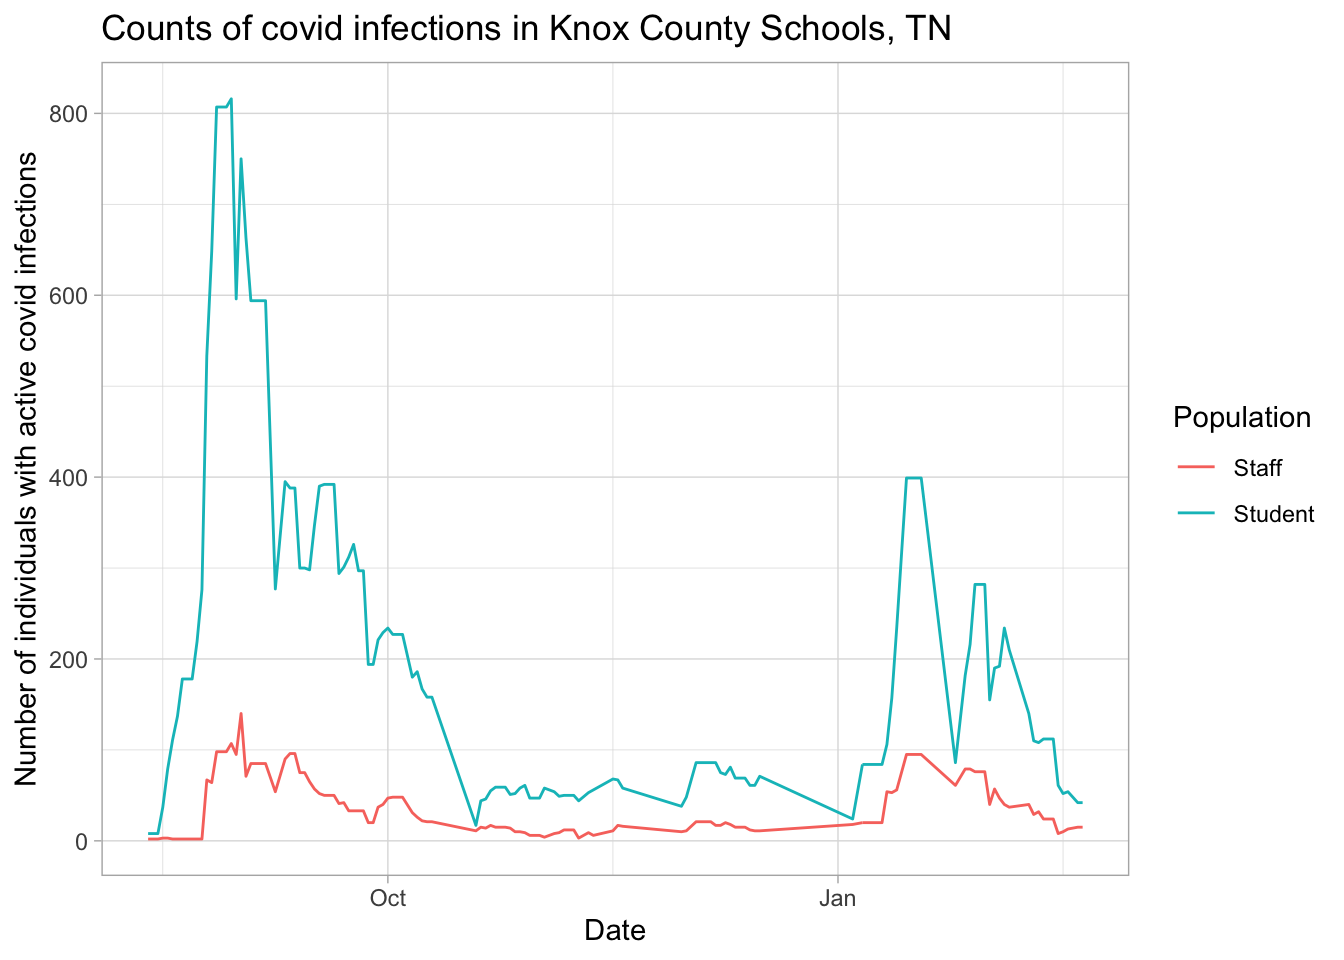 Counts of covid infections in Knox County Schools, TN
Number of individuals with active covid infections
800
600
400
200
0
Oct
Jan
Date
Population
Staff
Student